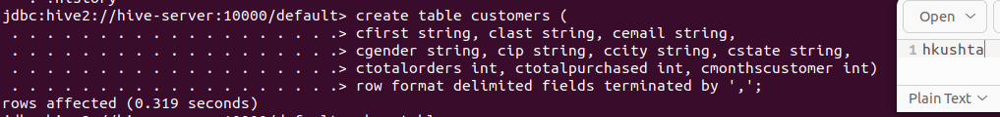 jdbc:hive2://hive-server:10000/default> create table customers (
. . . . . . . . . . . . . . . . . . . .> cfirst string, clast string, cemail string,
. . . . . . . . . . . . . . . . . . . .> cgender string, cip string, ccity string, cstate string,
. . . . . . . . . . . . . . . . . . . .> ctotalorders int, ctotalpurchased int, cmonthscustomer int)
. . . . . . . . . . . . . . . . . . . .> row format delimited fields terminated by ',';
rows affected (0.319 seconds)
Open
1 hkushta
Plain Text